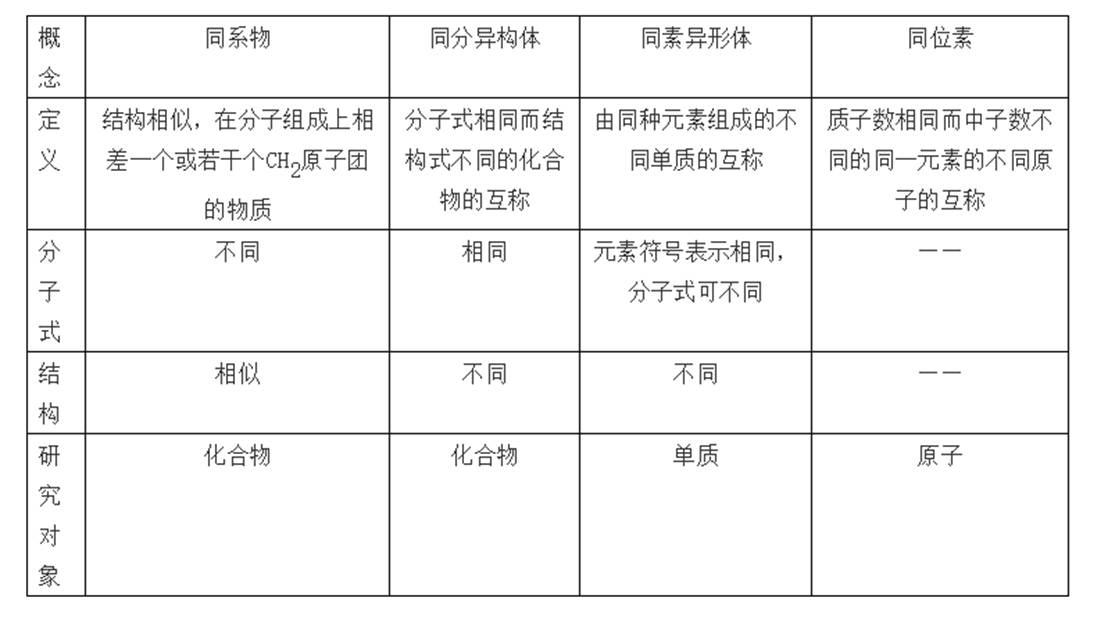 概念 同系物 同分异构体 同素异形体 同位素
定义 结构相似，在分子组成上相差一个或若干个CH2原子团的物质 分子式相同而结构式不同的化合物的互称 由同种元素组成的不同单质的互称 质子数相同而中子数不同的同一元素的不同原子的互称
分子式 不同 相同 元素符号表示相同，分子式可不同 ——
结构 相似 不同 不同 ——
研究对象 化合物 化合物 单质 原子